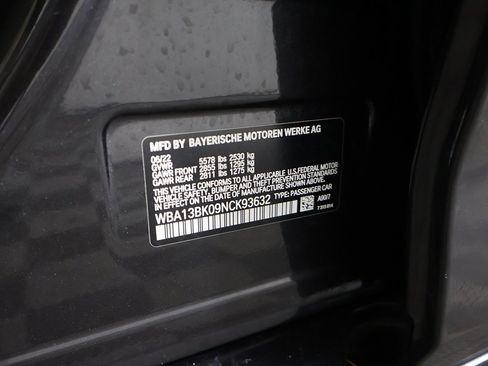 MFD BY BAYERISCHE MOTOREN WERKE AG
06/22
GVWR 5578 lbs 2530 kg
GAWR FRONT 2855 lbs 1295 kg
GAWR REAR 2811 lbs 1275 kg
THIS VEHICLE CONFORMS TO ALL APPLICABLE U.S. FEDERAL MOTOR
VEHICLE SAFETY, BUMPER, AND THEFT PREVENTION STANDARDS
IN EFFECT ON THE DATE OF MANUFACTURE SHOWN ABOVE.
WBA13BK09NCK93632 TYPE: PASSENGER CAR